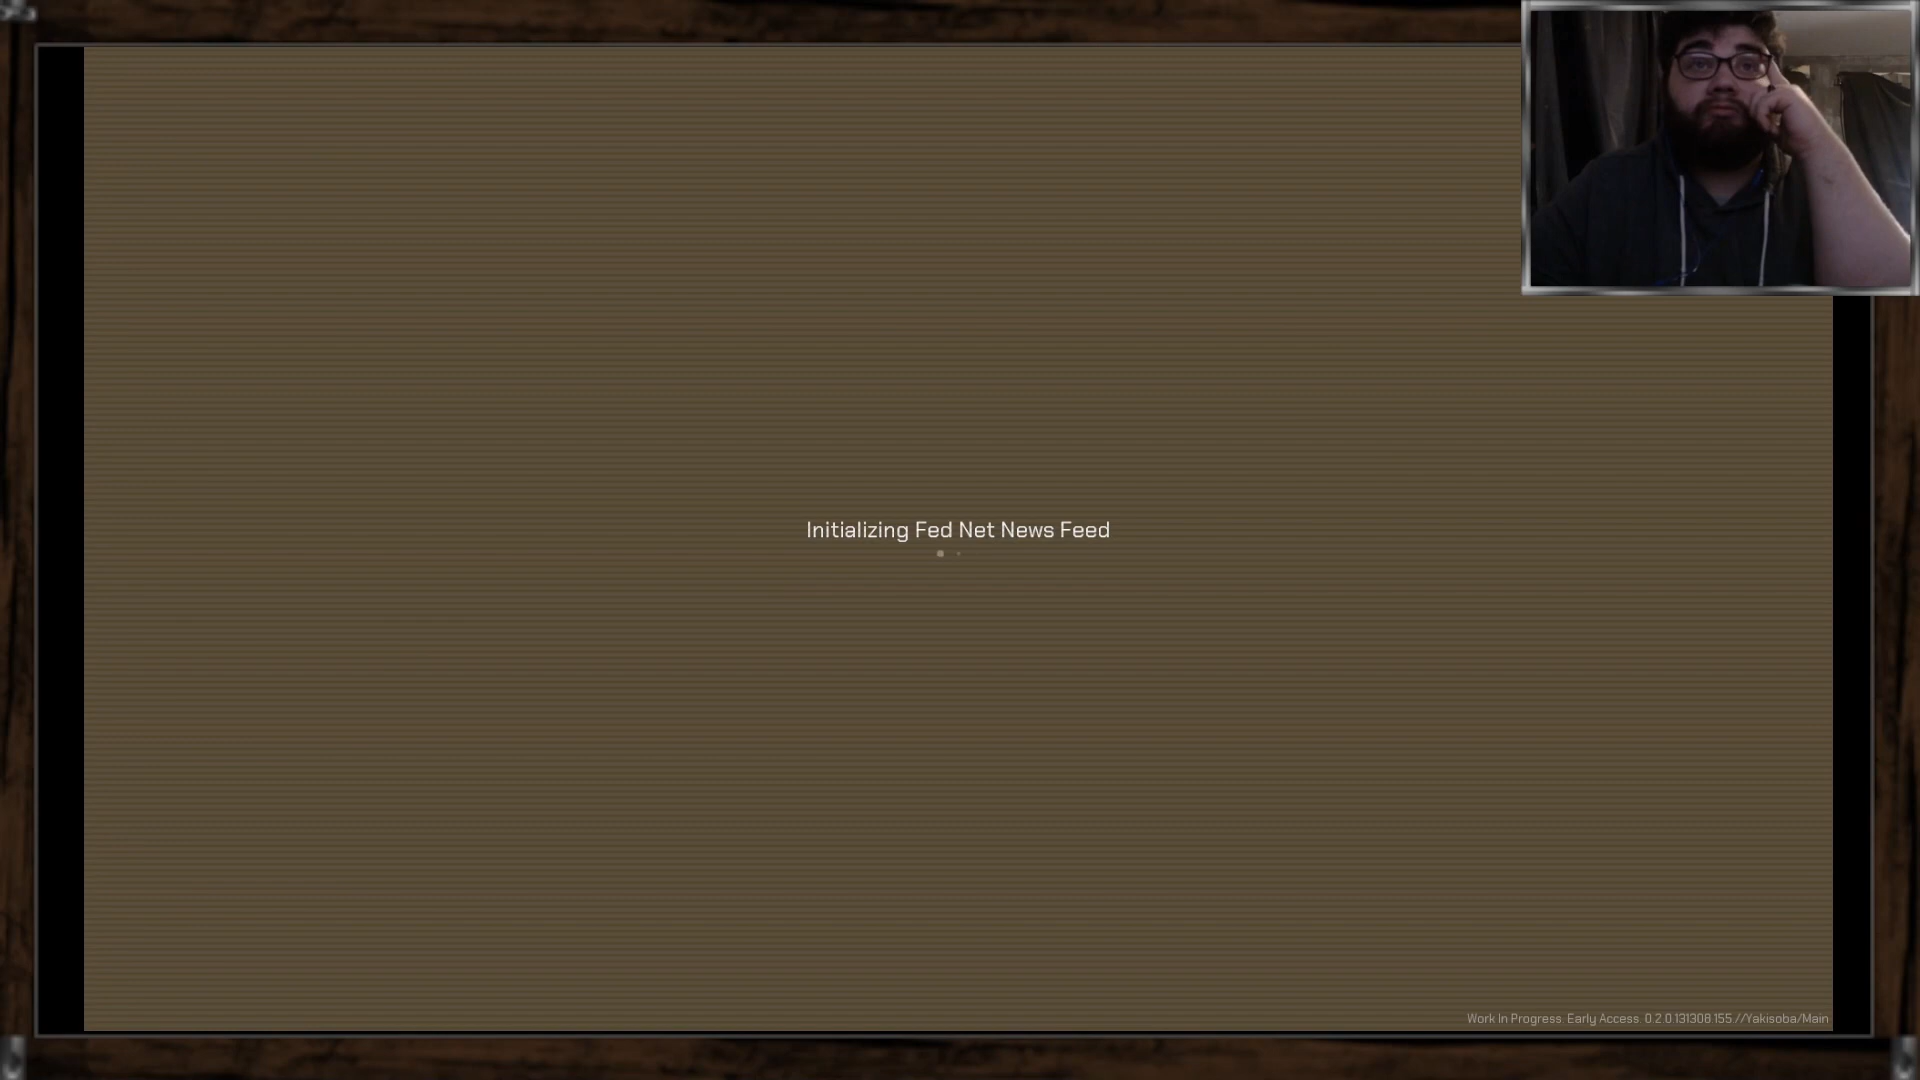 Initializing Fed Net News Feed
Work In Progress. Early Access. 0.2.0.131308.155 //Yakisoba/Main